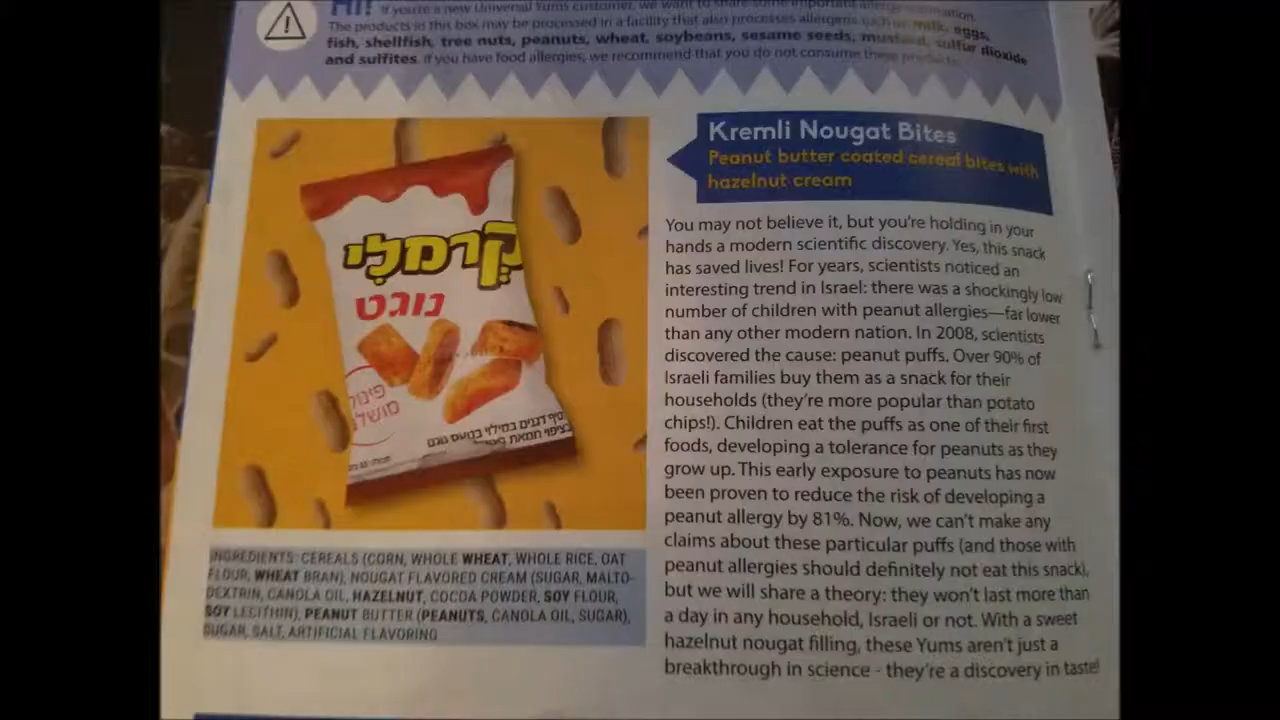 HI! If you're a new Universal Yums customer, we want to share some important allergy information.
The products in this box may be processed in a facility that also processes allergens such as milk, eggs,
fish, shellfish, tree nuts, peanuts, wheat, soybeans, sesame seeds, mustard, sulfur dioxide
and sulfites. If you have food allergies, we recommend that you do not consume these products.
קרמלי
נוגט
Kremli Nougat Bites
Peanut butter coated cereal bites with
hazelnut cream
You may not believe it, but you're holding in your
hands a modern scientific discovery. Yes, this snack
has saved lives! For years, scientists noticed an
interesting trend in Israel: there was a shockingly low
number of children with peanut allergies—far lower
than any other modern nation. In 2008, scientists
discovered the cause: peanut puffs. Over 90% of
Israeli families buy them as a snack for their
households (they're more popular than potato
chips!). Children eat the puffs as one of their first
foods, developing a tolerance for peanuts as they
grow up. This early exposure to peanuts has now
been proven to reduce the risk of developing a
peanut allergy by 81%. Now, we can't make any
claims about these particular puffs (and those with
peanut allergies should definitely not eat this snack),
but we will share a theory: they won't last more than
a day in any household, Israeli or not. With a sweet
hazelnut nougat filling, these Yums aren't just a
breakthrough in science - they're a discovery in taste!
INGREDIENTS: CEREALS (CORN, WHOLE WHEAT, WHOLE RICE, OAT
FLOUR, WHEAT BRAN), NOUGAT FLAVORED CREAM (SUGAR, MALTO-
DEXTRIN, CANOLA OIL, HAZELNUT, COCOA POWDER, SOY FLOUR,
SOY LECITHIN), PEANUT BUTTER (PEANUTS, CANOLA OIL, SUGAR),
SUGAR, SALT, ARTIFICIAL FLAVORING